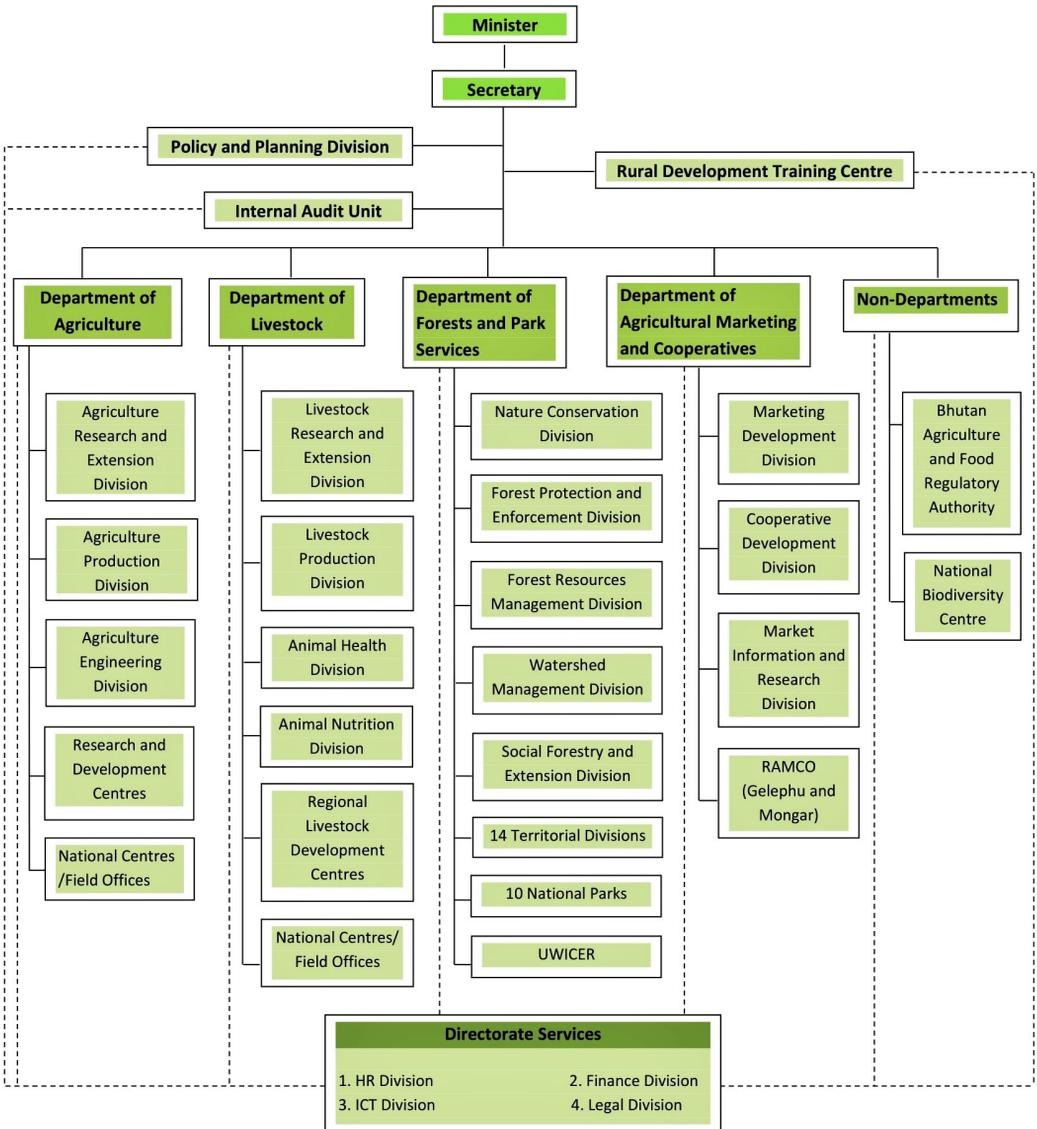 Minister
Secretary
Policy and Planning Division
Rural Development Training Centre
Internal Audit Unit
Department of
Agriculture
Agriculture
Research and
Extension
Division
Agriculture
Production
Division
Agriculture
Engineering
Division
Research and
Development
Centres
National Centres
/Field Offices
Department of
Livestock
Livestock
Research and
Extension
Division
Livestock
Production
Division
Animal Health
Division
Animal Nutrition
Division
Regional
Livestock
Development
Centres
National Centres/
Field Offices
Department of
Forests and Park
Services
Nature Conservation
Division
Forest Protection and
Enforcement Division
Forest Resources
Management Division
Watershed
Management Division
Social Forestry and
Extension Division
14 Territorial Divisions
10 National Parks
UWICER
Department of
Agricultural Marketing
and Cooperatives
Marketing
Development
Division
Cooperative
Development
Division
Market
Information and
Research
Division
RAMCO
(Gelephu and
Mongar)
Non-Departments
Bhutan
Agriculture
and Food
Regulatory
Authority
National
Biodiversity
Centre
Directorate Services
1. HR Division 2. Finance Division
3. ICT Division 4. Legal Division